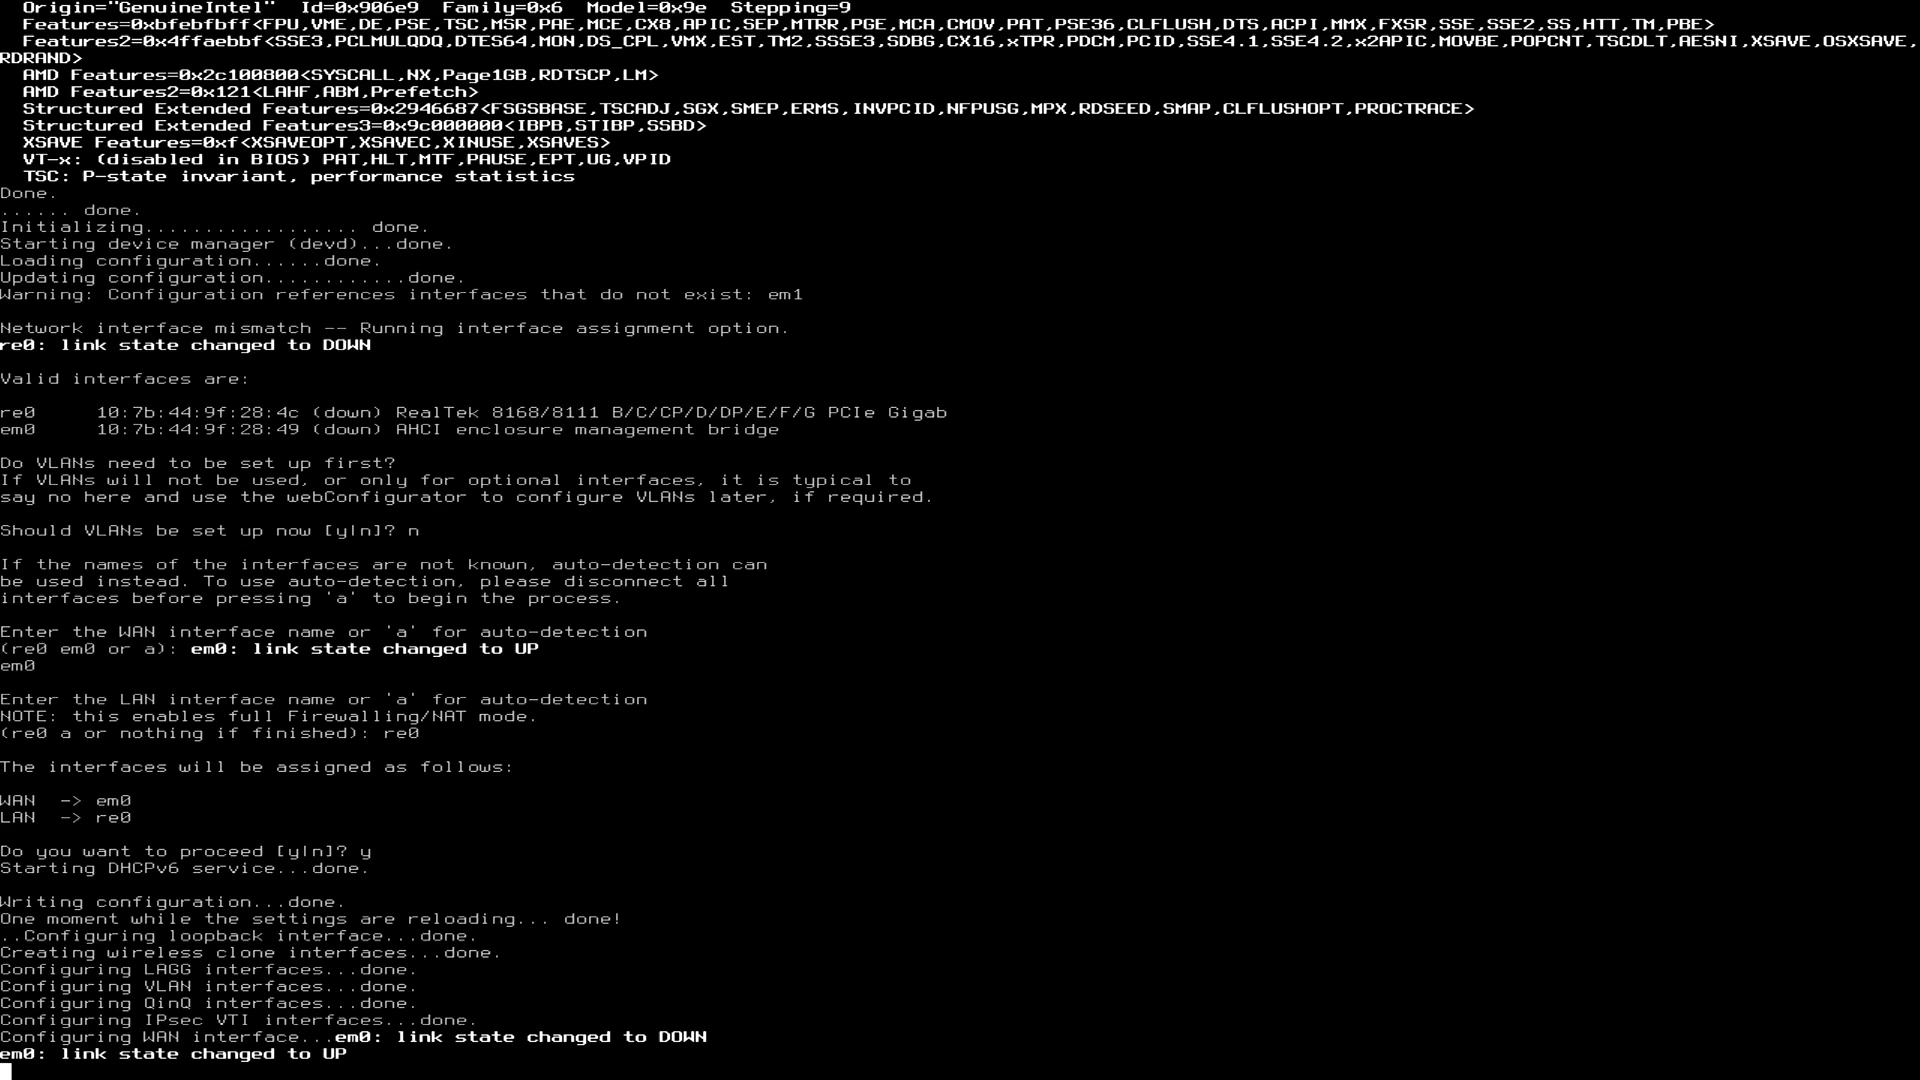 Origin="GenuineIntel"  Id=0x906e9  Family=0x6  Model=0x9e  Stepping=9
Features=0xbfebfbff<FPU,VME,DE,PSE,TSC,MSR,PAE,MCE,CX8,APIC,SEP,MTRR,PGE,MCA,CMOV,PAT,PSE36,CLFLUSH,DTS,ACPI,MMX,FXSR,SSE,SSE2,SS,HTT,TM,PBE>
Features2=0x4ffaebbf<SSE3,PCLMULQDQ,DTES64,MON,DS_CPL,VMX,EST,TM2,SSSE3,SDBG,CX16,xTPR,PDCM,PCID,SSE4.1,SSE4.2,x2APIC,MOVBE,POPCNT,TSCDLT,AESNI,XSAVE,OSXSAVE,
RDRAND>
AMD Features=0x2c100800<SYSCALL,NX,Page1GB,RDTSCP,LM>
AMD Features2=0x121<LAHF,ABM,Prefetch>
Structured Extended Features=0x2946687<FSGSBASE,TSCADJ,SGX,SMEP,ERMS,INVPCID,NFPUSG,MPX,RDSEED,SMAP,CLFLUSHOPT,PROCTRACE>
Structured Extended Features3=0x9c000000<IBPB,STIBP,SSBD>
XSAVE Features=0xf<XSAVEOPT,XSAVEC,XINUSE,XSAVES>
VT-x: (disabled in BIOS) PAT,HLT,MTF,PAUSE,EPT,UG,VPID
TSC: P-state invariant, performance statistics
Done.
...... done.
Initializing.................. done.
Starting device manager (devd)...done.
Loading configuration......done.
Updating configuration............done.
Warning: Configuration references interfaces that do not exist: em1
Network interface mismatch -- Running interface assignment option.
re0: link state changed to DOWN
Valid interfaces are:
re0     10:7b:44:9f:28:4c (down) RealTek 8168/8111 B/C/CP/D/DP/E/F/G PCIe Gigab
em0     10:7b:44:9f:28:49 (down) AHCI enclosure management bridge
Do VLANs need to be set up first?
If VLANs will not be used, or only for optional interfaces, it is typical to
say no here and use the webConfigurator to configure VLANs later, if required.
Should VLANs be set up now [y|n]? n
If the names of the interfaces are not known, auto-detection can
be used instead. To use auto-detection, please disconnect all
interfaces before pressing 'a' to begin the process.
Enter the WAN interface name or 'a' for auto-detection
(re0 em0 or a): em0: link state changed to UP
em0
Enter the LAN interface name or 'a' for auto-detection
NOTE: this enables full Firewalling/NAT mode.
(re0 a or nothing if finished): re0
The interfaces will be assigned as follows:
WAN  -> em0
LAN  -> re0
Do you want to proceed [y|n]? y
Starting DHCPv6 service...done.
Writing configuration...done.
One moment while the settings are reloading... done!
..Configuring loopback interface...done.
Creating wireless clone interfaces...done.
Configuring LAGG interfaces...done.
Configuring VLAN interfaces...done.
Configuring QinQ interfaces...done.
Configuring IPsec VTI interfaces...done.
Configuring WAN interface...em0: link state changed to DOWN
em0: link state changed to UP